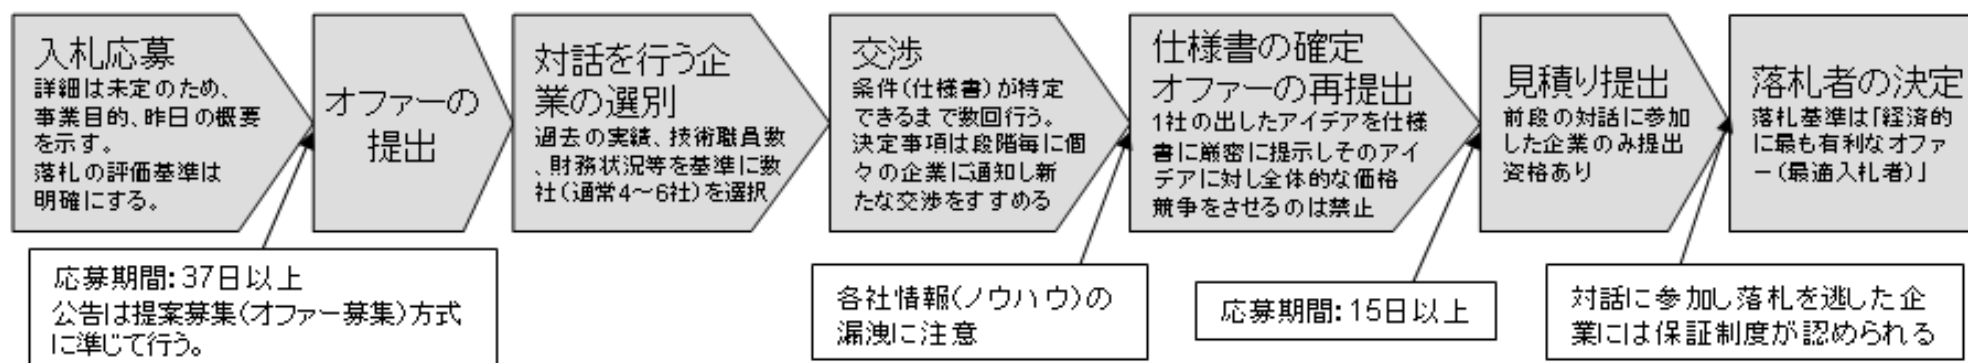 入札応募
詳細は未定のため、
事業目的、昨日の概要
を示す。
落札の評価基準は
明確にする。
オファーの
提出
対話を行う企
業の選別
過去の実績、技術職員数
、財務状況等を基準に数
社(通常4～6社)を選択
交渉
条件(仕様書)が特定
できるまで数回行う。
決定事項は段階毎に個
々の企業に通知し新
たな交渉をすすめる
仕様書の確定
オファーの再提出
1社の出したアイデアを仕様
書に厳密に提示しそのアイ
デアに対し全体的な価格
競争をさせるのは禁止
見積り提出
前段の対話に参加
した企業のみ提出
資格あり
落札者の決定
落札基準は「経済的
に最も有利なオファ
ー(最適入札者)」
応募期間:37日以上
公告は提案募集(オファー募集)方式
に準じて行う。
各社情報(ノウハウ)の
漏洩に注意
応募期間:15日以上
対話に参加し落札を逃した企
業には保証制度が認められる